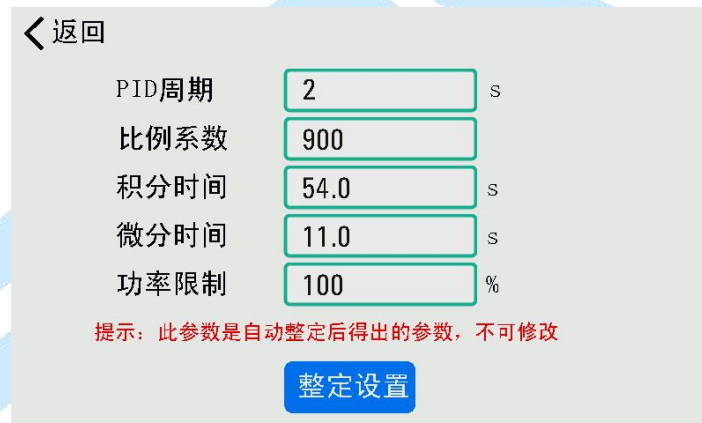 返回
PID周期 2 s
比例系数 900
积分时间 54.0 s
微分时间 11.0 s
功率限制 100 %
提示：此参数是自动整定后得出的参数，不可修改
整定设置